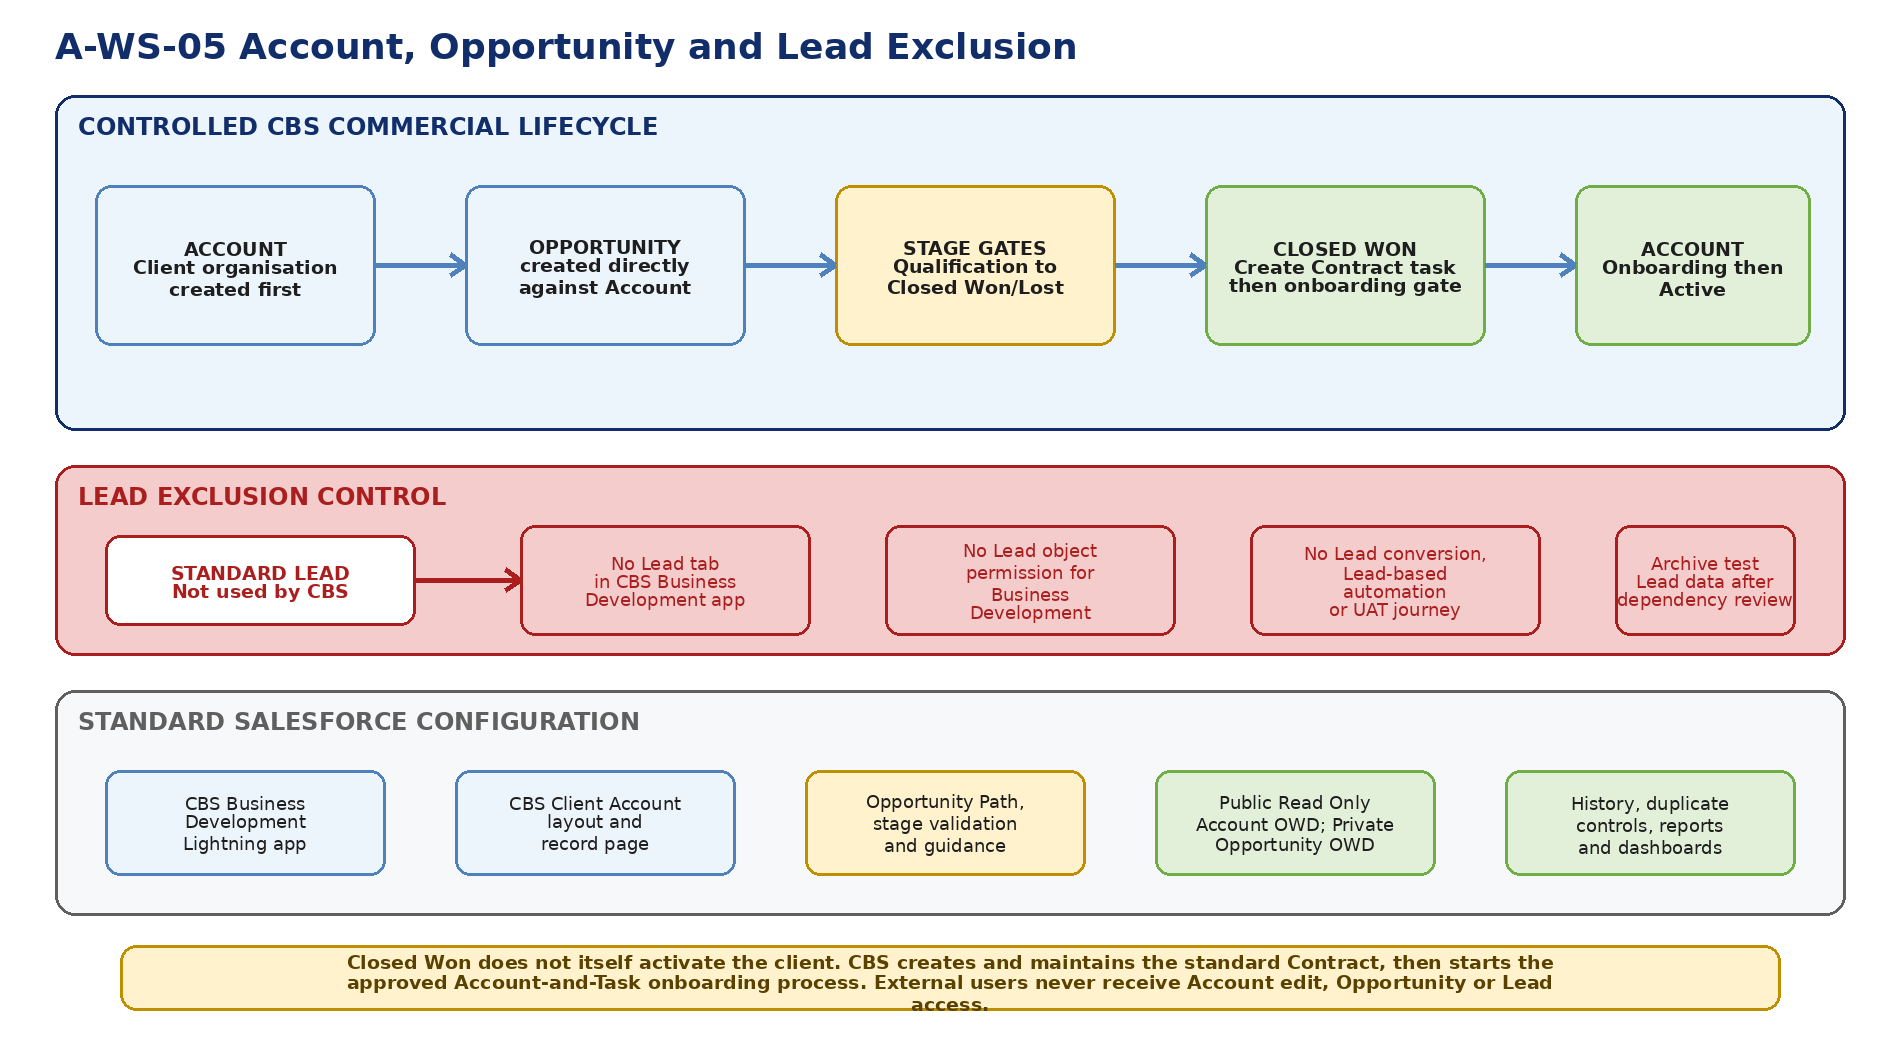 A-WS-05 Account, Opportunity and Lead Exclusion
CONTROLLED CBS COMMERCIAL LIFECYCLE
ACCOUNT
Client organisation
created first
OPPORTUNITY
created directly
against Account
STAGE GATES
Qualification to
Closed Won/Lost
CLOSED WON
Create Contract task
then onboarding gate
ACCOUNT
Onboarding then
Active
LEAD EXCLUSION CONTROL
STANDARD LEAD
Not used by CBS
No Lead tab
in CBS Business
Development app
No Lead object
permission for
Business
Development
No Lead conversion,
Lead-based
automation
or UAT journey
Archive test
Lead data after
dependency review
STANDARD SALESFORCE CONFIGURATION
CBS Business
Development
Lightning app
CBS Client Account
layout and
record page
Opportunity Path,
stage validation
and guidance
Public Read Only
Account OWD; Private
Opportunity OWD
History, duplicate
controls, reports
and dashboards
Closed Won does not itself activate the client. CBS creates and maintains the standard Contract, then starts the
approved Account-and-Task onboarding process. External users never receive Account edit, Opportunity or Lead
access.